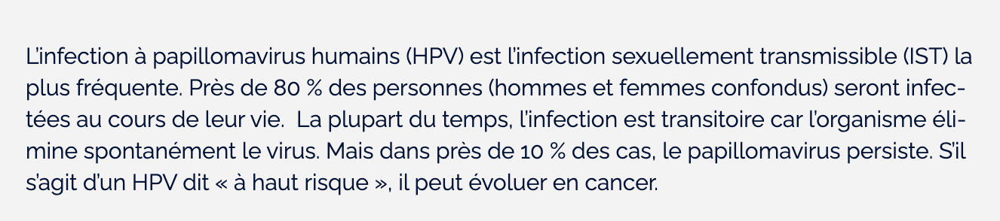 L’infection à papillomavirus humains (HPV) est l’infection sexuellement transmissible (IST) la
plus fréquente. Près de 80 % des personnes (hommes et femmes confondus) seront infec-
tées au cours de leur vie.  La plupart du temps, l’infection est transitoire car l’organisme éli-
mine spontanément le virus. Mais dans près de 10 % des cas, le papillomavirus persiste. S’il
s’agit d’un HPV dit « à haut risque », il peut évoluer en cancer.